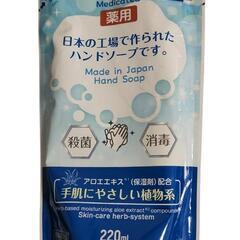 Medicated
薬用
日本の工場で作られた
ハンドソープです。
Made in Japan
Hand Soap
殺菌
消毒
アロエエキス（保湿剤）配合
手肌にやさしい植物系
based moisturizing aloe extract compound
Skin-care herb-system
220ml